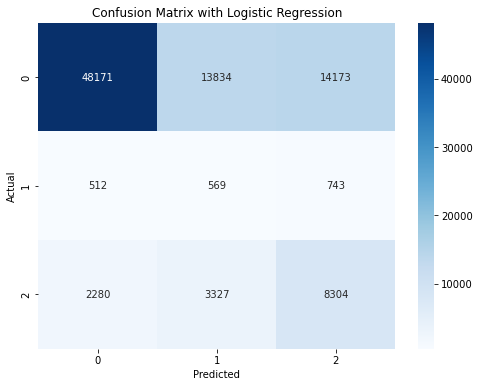 Confusion Matrix with Logistic Regression
0 48171 13834 14173
1 512 569 743
2 2280 3327 8304
0 1 2
Predicted
Actual
40000
30000
20000
10000